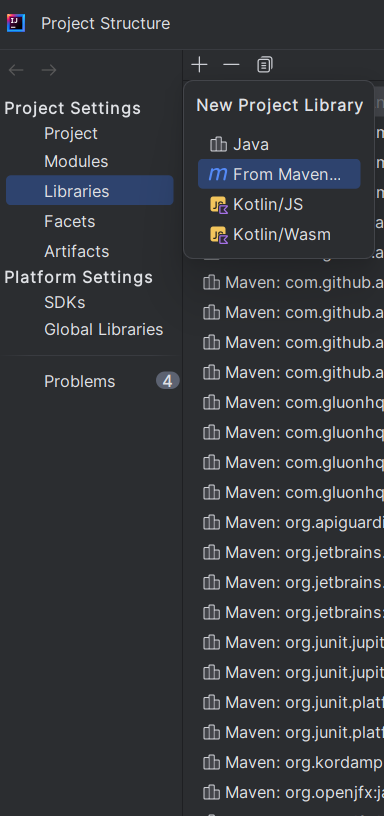 Project Structure
Project Settings
Project
Modules
Libraries
Facets
Artifacts
Platform Settings
SDKs
Global Libraries
Problems
4
New Project Library
Java
From Maven...
Kotlin/JS
Kotlin/Wasm
Maven: com.github.a
Maven: com.github.a
Maven: com.github.a
Maven: com.github.a
Maven: com.gluonhq
Maven: com.gluonhq
Maven: com.gluonhq
Maven: com.gluonhq
Maven: org.apiguardi
Maven: org.jetbrains.
Maven: org.jetbrains.
Maven: org.jetbrains:
Maven: org.junit.jupit
Maven: org.junit.jupit
Maven: org.junit.platf
Maven: org.junit.platf
Maven: org.kordamp
Maven: org.openjfx:ja